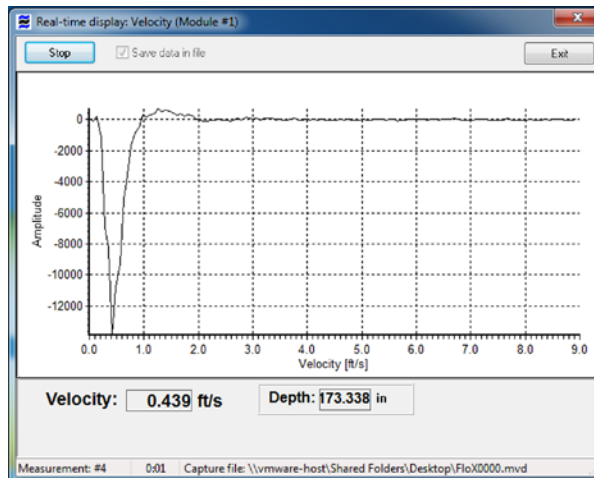 Real-time display: Velocity (Module #1)
Stop
Save data in file
Exit
0
-2000
-4000
-6000
-8000
-10000
-12000
Amplitude
0.0 1.0 2.0 3.0 4.0 5.0 6.0 7.0 8.0 9.0
Velocity [ft/s]
Velocity: 0.439 ft/s Depth: 173.338 in
Measurement: #4 0:01 Capture file: \\vmware-host\Shared Folders\Desktop\FloX0000.mvd